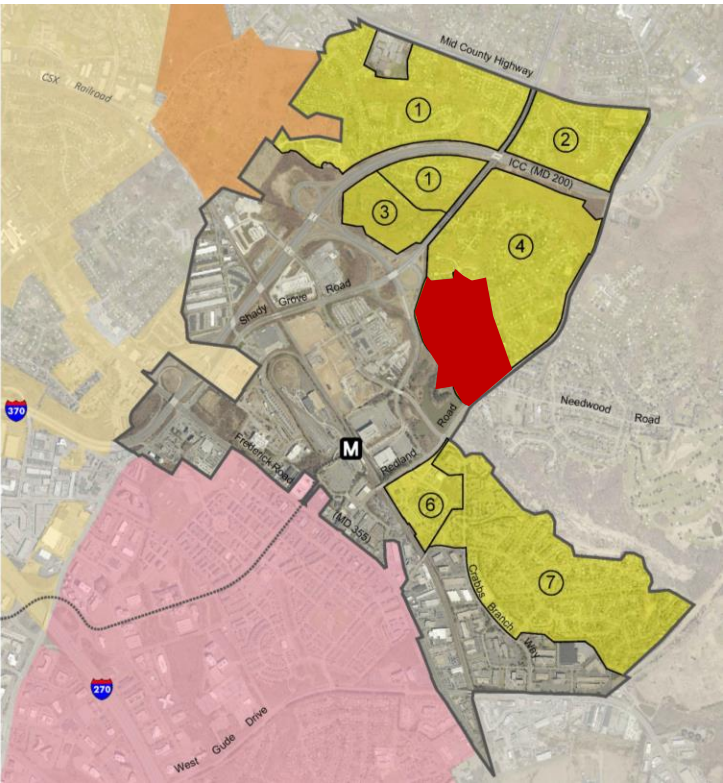 Mid County Highway
CSX Railroad
1
2
ICC (MD 200)
1
3
4
Shady Grove Road
370
Needwood Road
Redland Road
M
Frederick Road
(MD 355)
6
7
Crabbs Branch Way
270
West Gude Drive